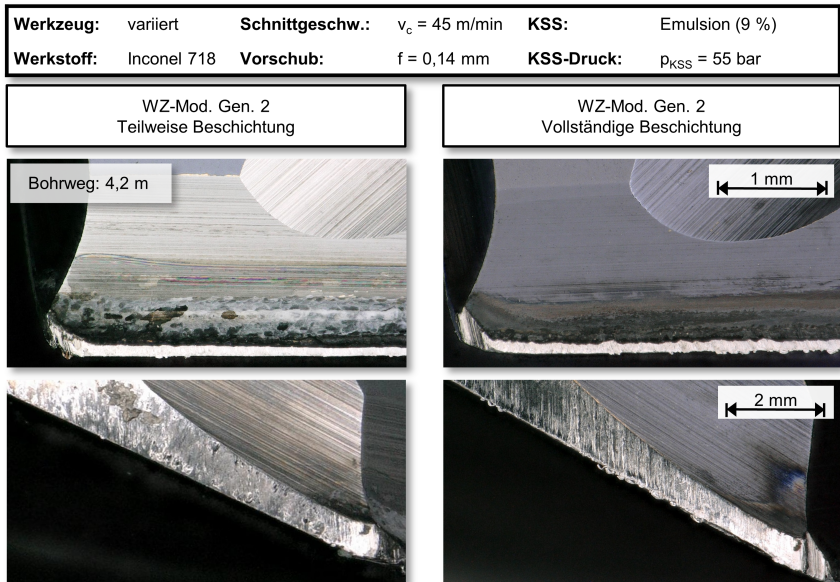 Werkzeug: variiert Schnittgeschw.: vc = 45 m/min KSS: Emulsion (9 %)
Werkstoff: Inconel 718 Vorschub: f = 0,14 mm KSS-Druck: pKSS = 55 bar
WZ-Mod. Gen. 2
Teilweise Beschichtung
WZ-Mod. Gen. 2
Vollständige Beschichtung
Bohrweg: 4,2 m
1 mm
2 mm